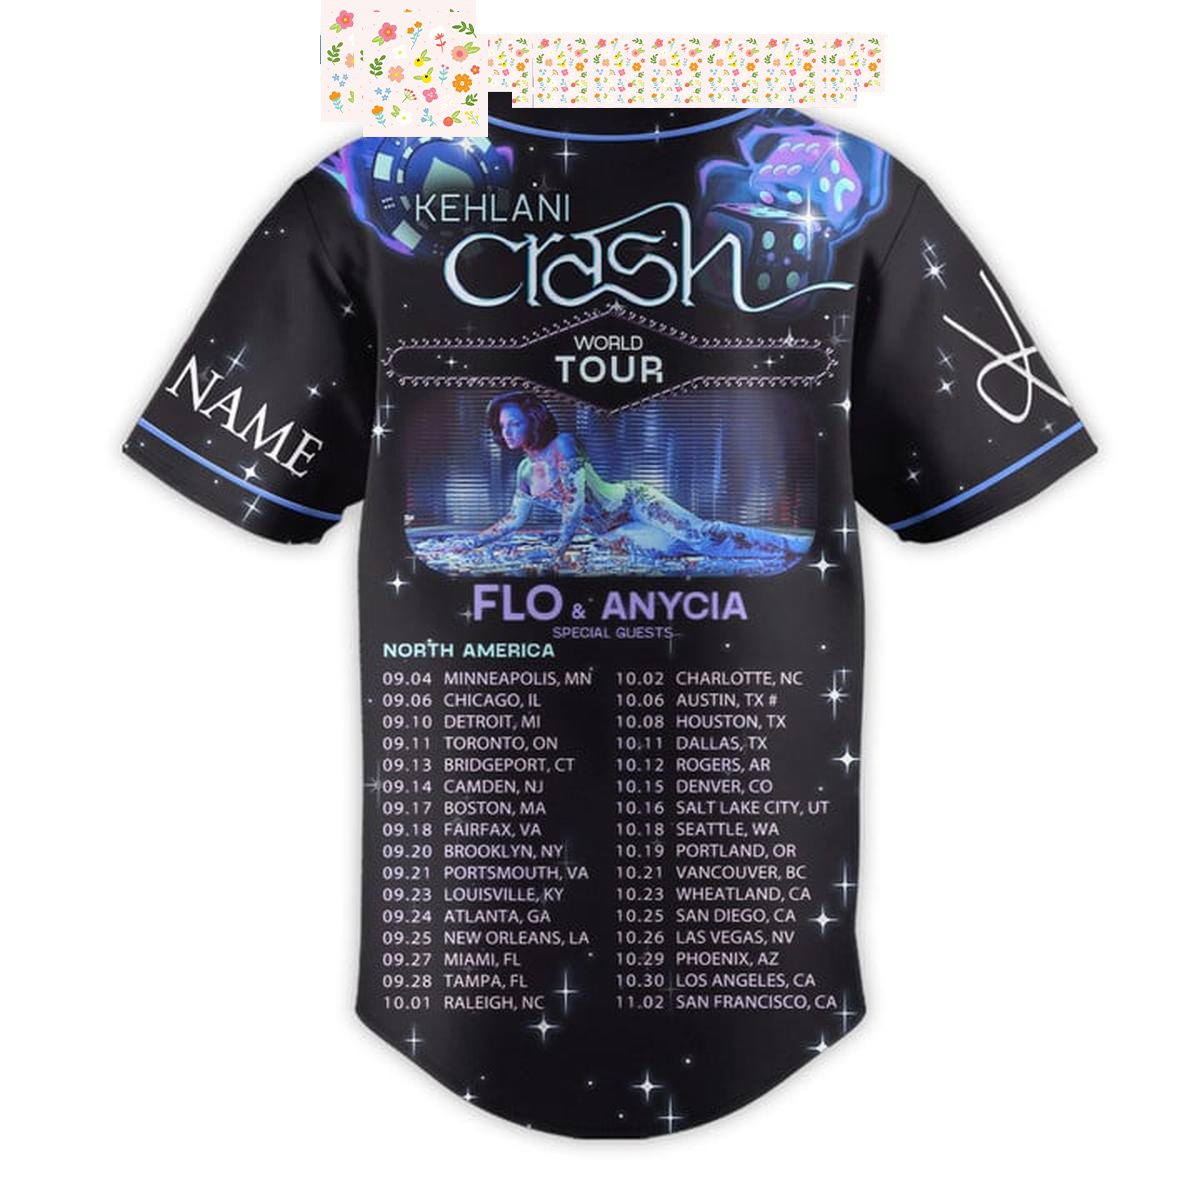 KEHLANI
crash
WORLD
TOUR
NAME
FLO & ANYCIA
SPECIAL GUESTS
NORTH AMERICA
09.04 MINNEAPOLIS, MN
09.06 CHICAGO, IL
09.10 DETROIT, MI
09.11 TORONTO, ON
09.13 BRIDGEPORT, CT
09.14 CAMDEN, NJ
09.17 BOSTON, MA
09.18 FAIRFAX, VA
09.20 BROOKLYN, NY
09.21 PORTSMOUTH, VA
09.23 LOUISVILLE, KY
09.24 ATLANTA, GA
09.25 NEW ORLEANS, LA
09.27 MIAMI, FL
09.28 TAMPA, FL
10.01 RALEIGH, NC
10.02 CHARLOTTE, NC
10.06 AUSTIN, TX #
10.08 HOUSTON, TX
10.11 DALLAS, TX
10.12 ROGERS, AR
10.15 DENVER, CO
10.16 SALT LAKE CITY, UT
10.18 SEATTLE, WA
10.19 PORTLAND, OR
10.21 VANCOUVER, BC
10.23 WHEATLAND, CA
10.25 SAN DIEGO, CA
10.26 LAS VEGAS, NV
10.29 PHOENIX, AZ
10.30 LOS ANGELES, CA
11.02 SAN FRANCISCO, CA